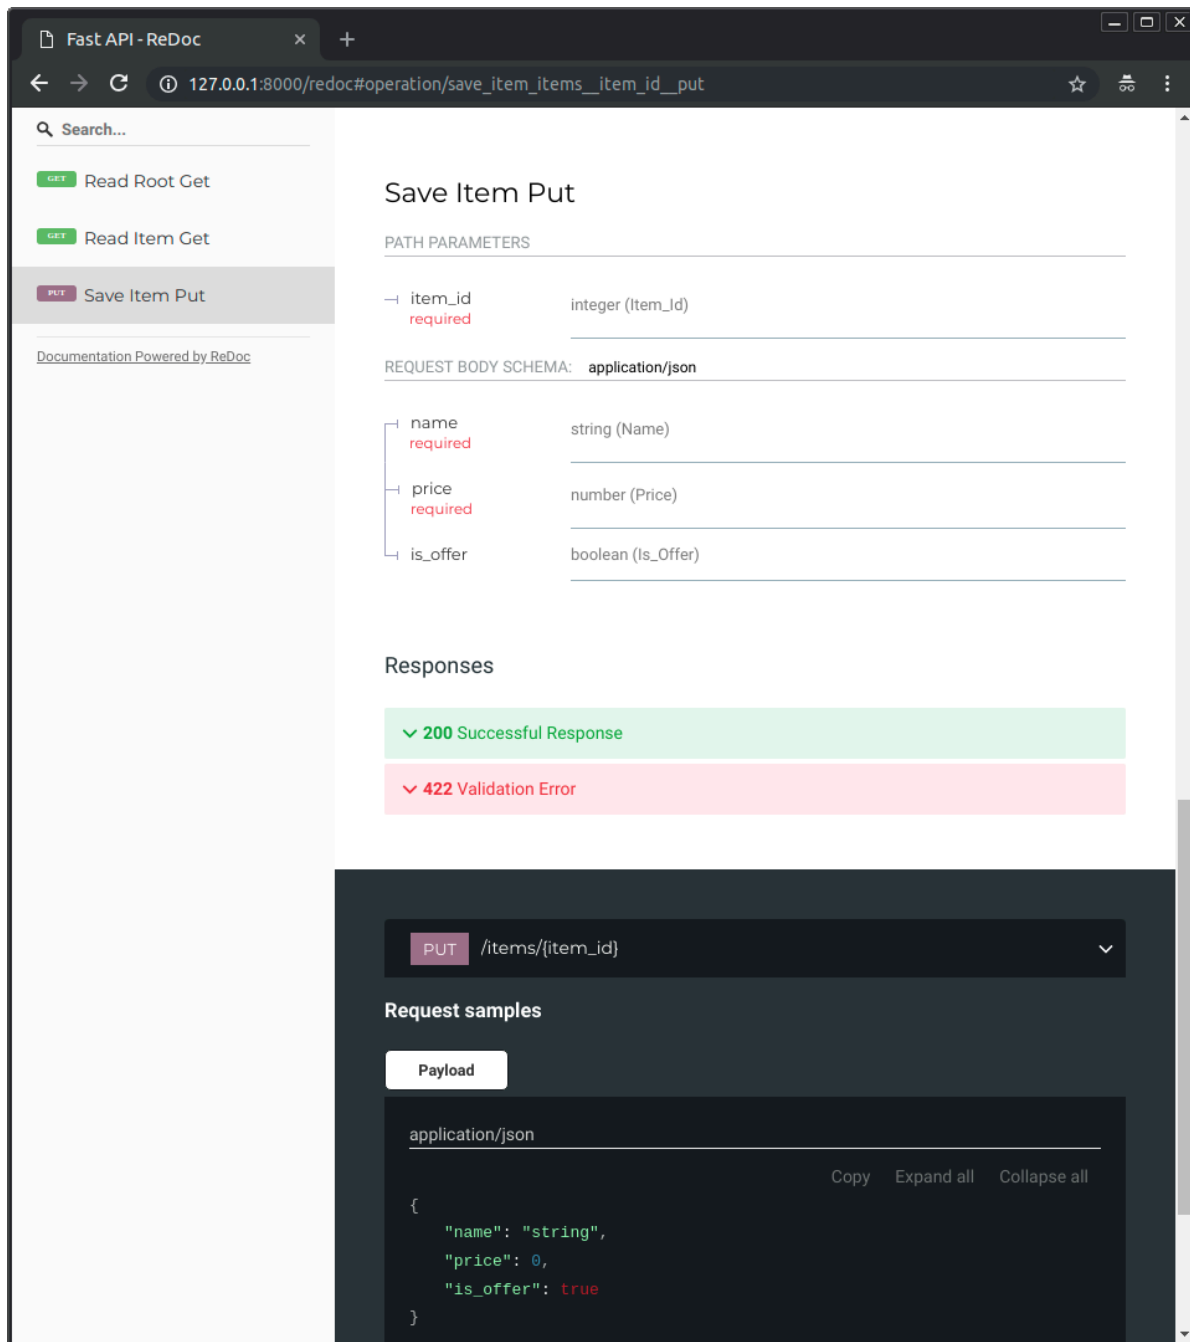 Fast API - ReDoc
127.0.0.1:8000/redoc#operation/save_item_items__item_id__put
Search...
GET Read Root Get
GET Read Item Get
PUT Save Item Put
Documentation Powered by ReDoc
Save Item Put
PATH PARAMETERS
item_id integer (Item_Id)
required
REQUEST BODY SCHEMA: application/json
name string (Name)
required
price number (Price)
required
is_offer boolean (Is_Offer)
Responses
200 Successful Response
422 Validation Error
PUT /items/{item_id}
Request samples
Payload
application/json
Copy Expand all Collapse all
{
"name": "string",
"price": 0,
"is_offer": true
}